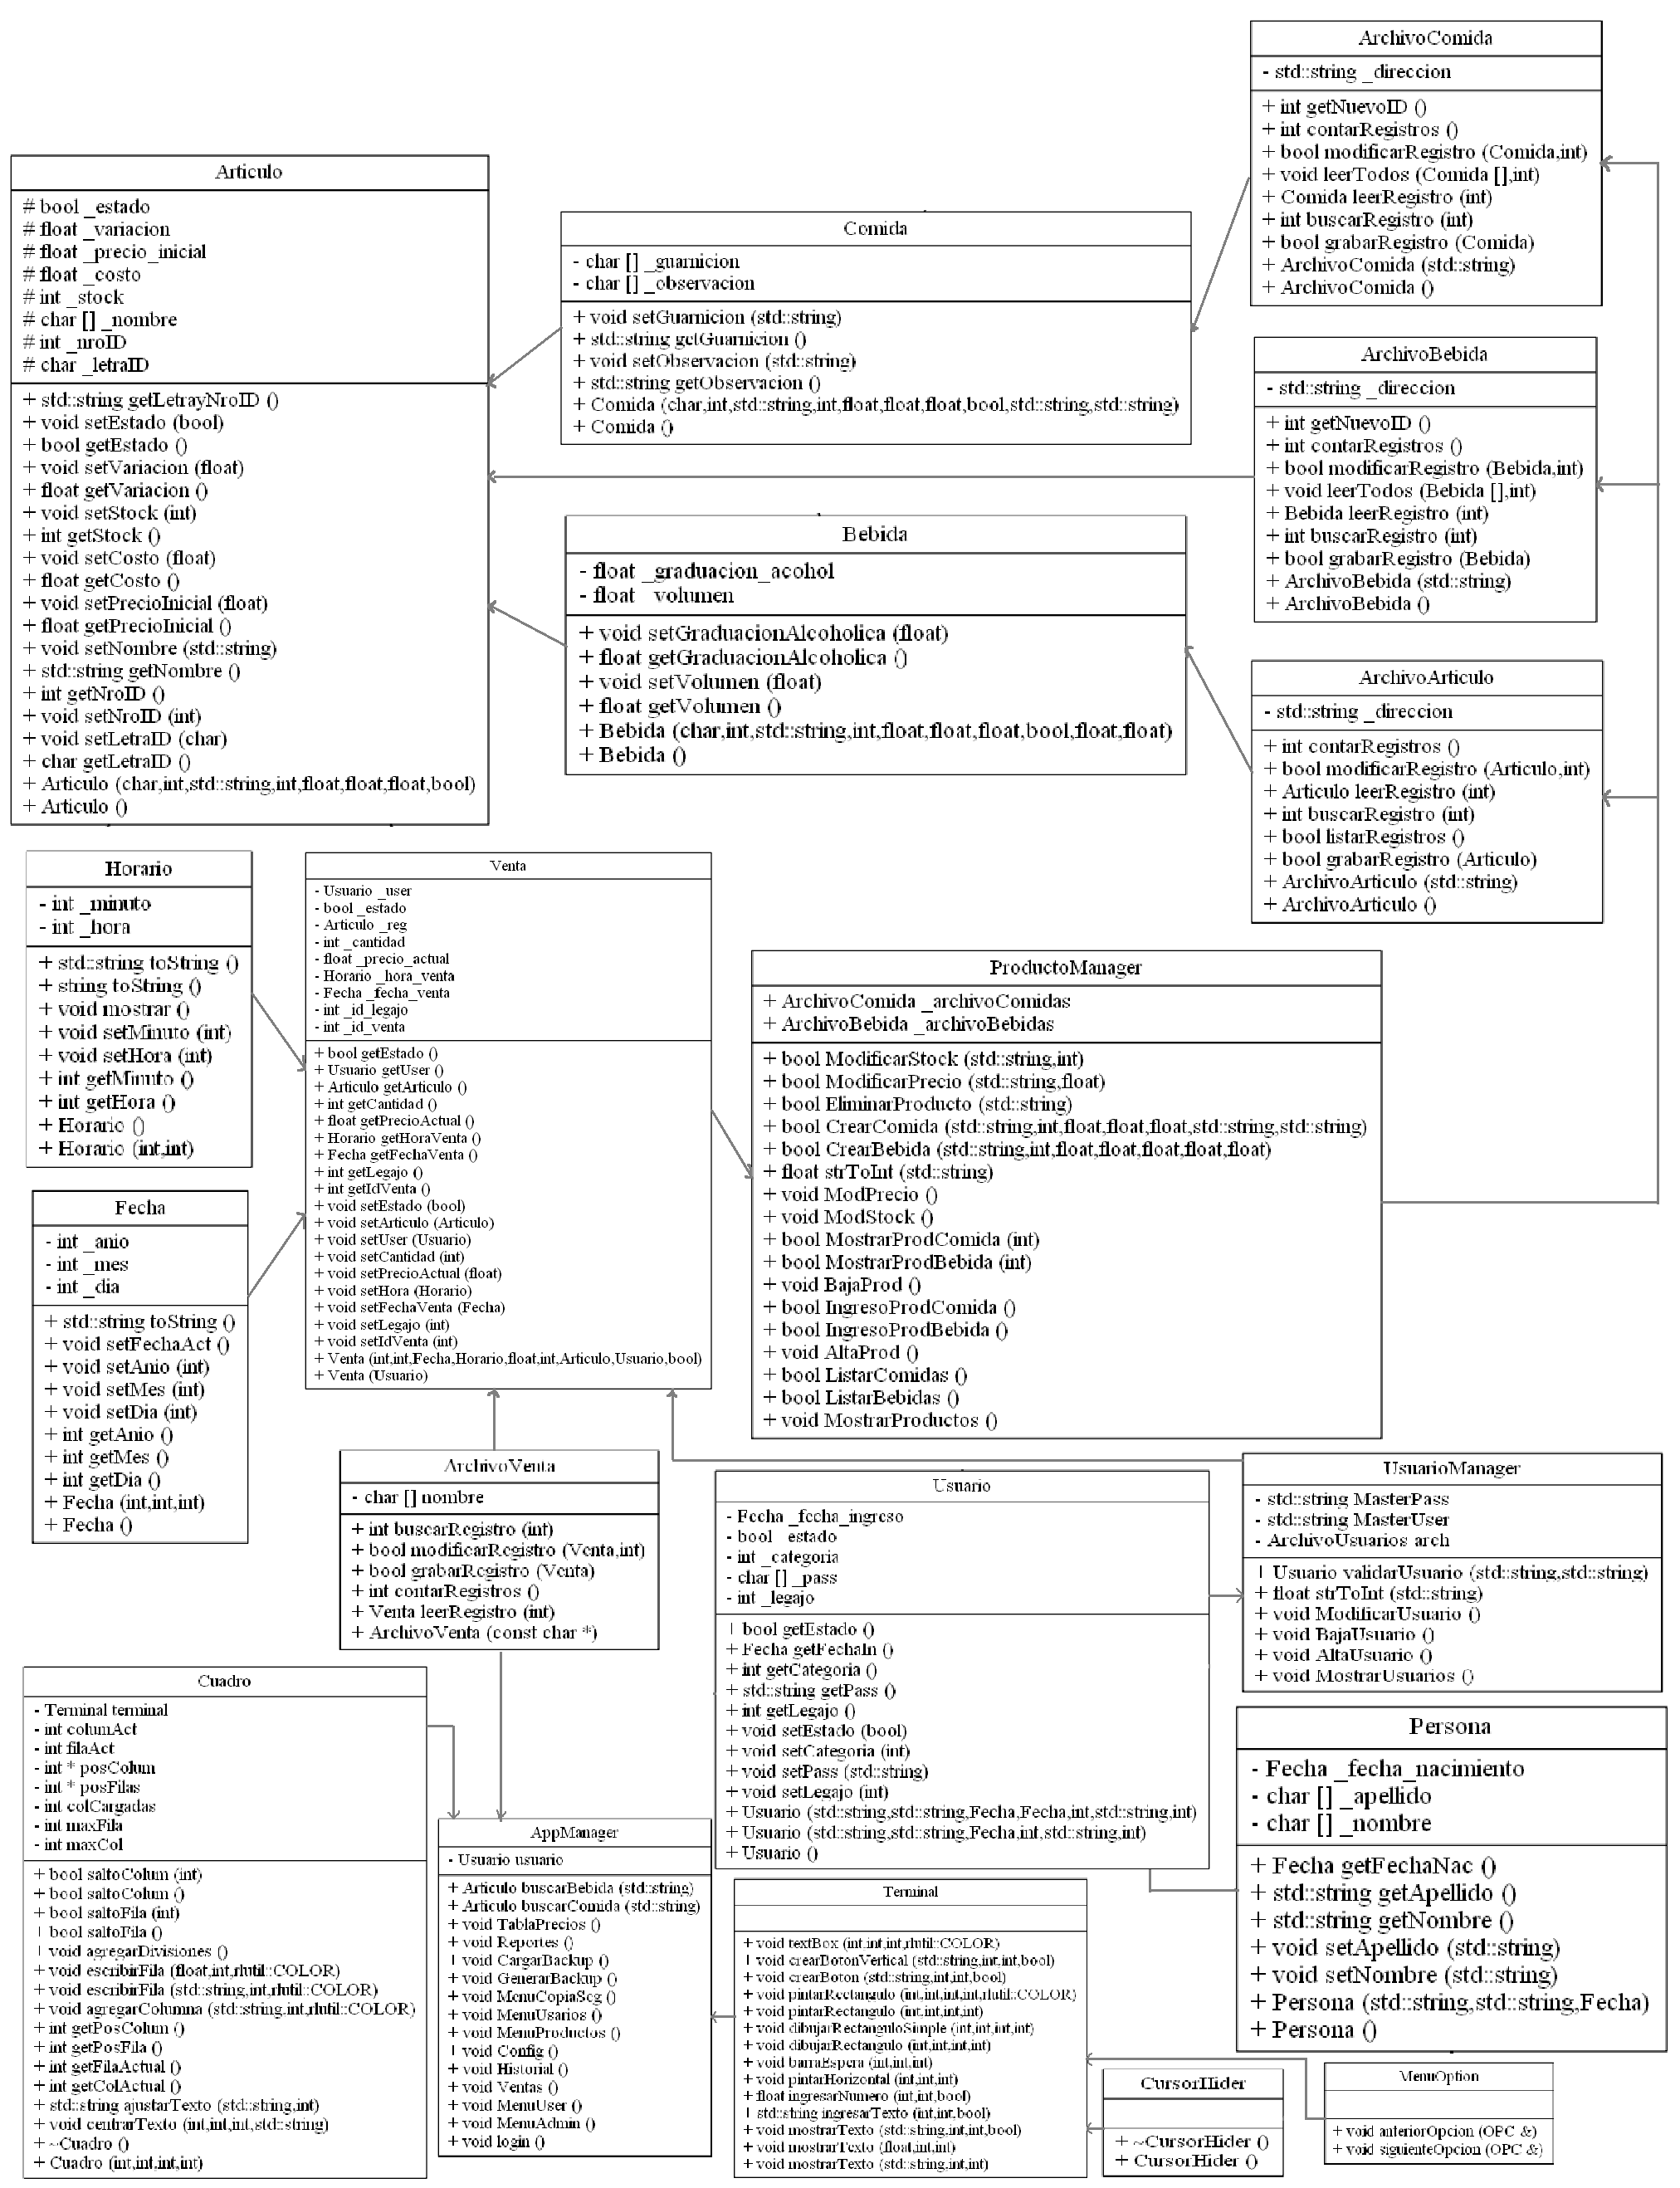 ArchivoComida
- std::string _direccion
+ int getNuevoID ()
+ int contarRegistros ()
+ bool modificarRegistro (Comida,int)
+ void leerTodos (Comida [],int)
+ Comida leerRegistro (int)
+ int buscarRegistro (int)
+ bool grabarRegistro (Comida)
+ ArchivoComida (std::string)
+ ArchivoComida ()
Articulo
# bool _estado
# float _variacion
# float _precio_inicial
# float _costo
# int _stock
# char [] _nombre
# int _nroID
# char _letraID
+ std::string getLetrayNroID ()
+ void setEstado (bool)
+ bool getEstado ()
+ void setVariacion (float)
+ float getVariacion ()
+ void setStock (int)
+ int getStock ()
+ void setCosto (float)
+ float getCosto ()
+ void setPrecioInicial (float)
+ float getPrecioInicial ()
+ void setNombre (std::string)
+ std::string getNombre ()
+ int getNroID ()
+ void setNroID (int)
+ void setLetraID (char)
+ char getLetraID ()
+ Articulo (char,int,std::string,int,float,float,float,bool)
+ Articulo ()
Comida
- char [] _guarnicion
- char [] _observacion
+ void setGuarnicion (std::string)
+ std::string getGuarnicion ()
+ void setObservacion (std::string)
+ std::string getObservacion ()
+ Comida (char,int,std::string,int,float,float,float,bool,std::string,std::string)
+ Comida ()
ArchivoBebida
- std::string _direccion
+ int getNuevoID ()
+ int contarRegistros ()
+ bool modificarRegistro (Bebida,int)
+ void leerTodos (Bebida [],int)
+ Bebida leerRegistro (int)
+ int buscarRegistro (int)
+ bool grabarRegistro (Bebida)
+ ArchivoBebida (std::string)
+ ArchivoBebida ()
Bebida
- float _graduacion_acohol
- float _volumen
+ void setGraduacionAlcoholica (float)
+ float getGraduacionAlcoholica ()
+ void setVolumen (float)
+ float getVolumen ()
+ Bebida (char,int,std::string,int,float,float,float,bool,float,float)
+ Bebida ()
ArchivoArticulo
- std::string _direccion
+ int contarRegistros ()
+ bool modificarRegistro (Articulo,int)
+ Articulo leerRegistro (int)
+ int buscarRegistro (int)
+ bool listarRegistros ()
+ bool grabarRegistro (Articulo)
+ ArchivoArticulo (std::string)
+ ArchivoArticulo ()
Horario
- int _minuto
- int _hora
+ std::string toString ()
+ string toString ()
+ void mostrar ()
+ void setMinuto (int)
+ void setHora (int)
+ int getMinuto ()
+ int getHora ()
+ Horario ()
+ Horario (int,int)
Venta
- Usuario _user
- bool _estado
- Articulo _reg
- int _cantidad
- float _precio_actual
- Horario _hora_venta
- Fecha _fecha_venta
- int _id_legajo
- int _id_venta
+ bool getEstado ()
+ Usuario getUser ()
+ Articulo getArticulo ()
+ int getCantidad ()
+ float getPrecioActual ()
+ Horario getHoraVenta ()
+ Fecha getFechaVenta ()
+ int getLegajo ()
+ int getIdVenta ()
+ void setEstado (bool)
+ void setArticulo (Articulo)
+ void setUser (Usuario)
+ void setCantidad (int)
+ void setPrecioActual (float)
+ void setHora (Horario)
+ void setFechaVenta (Fecha)
+ void setLegajo (int)
+ void setIdVenta (int)
+ Venta (int,int,Fecha,Horario,float,int,Articulo,Usuario,bool)
+ Venta (Usuario)
ProductoManager
+ ArchivoComida _archivoComidas
+ ArchivoBebida _archivoBebidas
+ bool ModificarStock (std::string,int)
+ bool ModificarPrecio (std::string,float)
+ bool EliminarProducto (std::string)
+ bool CrearComida (std::string,int,float,float,float,std::string,std::string)
+ bool CrearBebida (std::string,int,float,float,float,float,float)
+ float strToInt (std::string)
+ void ModPrecio ()
+ void ModStock ()
+ bool MostrarProdComida (int)
+ bool MostrarProdBebida (int)
+ void BajaProd ()
+ bool IngresoProdComida ()
+ bool IngresoProdBebida ()
+ void AltaProd ()
+ bool ListarComidas ()
+ bool ListarBebidas ()
+ void MostrarProductos ()
Fecha
- int _anio
- int _mes
- int _dia
+ std::string toString ()
+ void setFechaAct ()
+ void setAnio (int)
+ void setMes (int)
+ void setDia (int)
+ int getAnio ()
+ int getMes ()
+ int getDia ()
+ Fecha (int,int,int)
+ Fecha ()
ArchivoVenta
- char [] nombre
+ int buscarRegistro (int)
+ bool modificarRegistro (Venta,int)
+ bool grabarRegistro (Venta)
+ int contarRegistros ()
+ Venta leerRegistro (int)
+ ArchivoVenta (const char *)
Usuario
- Fecha _fecha_ingreso
- bool _estado
- int _categoria
- char [] _pass
- int _legajo
+ bool getEstado ()
+ Fecha getFechaIn ()
+ int getCategoria ()
+ std::string getPass ()
+ int getLegajo ()
+ void setEstado (bool)
+ void setCategoria (int)
+ void setPass (std::string)
+ void setLegajo (int)
+ Usuario (std::string,std::string,Fecha,Fecha,int,std::string,int)
+ Usuario (std::string,std::string,Fecha,int,std::string,int)
+ Usuario ()
UsuarioManager
- std::string MasterPass
- std::string MasterUser
- ArchivoUsuarios arch
+ Usuario validarUsuario (std::string,std::string)
+ float strToInt (std::string)
+ void ModificarUsuario ()
+ void BajaUsuario ()
+ void AltaUsuario ()
+ void MostrarUsuarios ()
Cuadro
- Terminal terminal
- int columAct
- int filaAct
- int * posColum
- int * posFilas
- int colCargadas
- int maxFila
- int maxCol
+ bool saltoColum (int)
+ bool saltoColum ()
+ bool saltoFila (int)
+ bool saltoFila ()
+ void agregarDivisiones ()
+ void escribirFila (float,int,rlutil::COLOR)
+ void escribirFila (std::string,int,rlutil::COLOR)
+ void agregarColumna (std::string,int,rlutil::COLOR)
+ int getPosColum ()
+ int getPosFila ()
+ int getFilaActual ()
+ int getColActual ()
+ std::string ajustarTexto (std::string,int)
+ void centrarTexto (int,int,int,std::string)
+ ~Cuadro ()
+ Cuadro (int,int,int,int)
AppManager
- Usuario usuario
+ Articulo buscarBebida (std::string)
+ Articulo buscarComida (std::string)
+ void TablaPrecios ()
+ void Reportes ()
+ void CargarBackup ()
+ void GenerarBackup ()
+ void MenuCopiaSeg ()
+ void MenuUsarios ()
+ void MenuProductos ()
+ void Config ()
+ void Historial ()
+ void Ventas ()
+ void MenuUser ()
+ void MenuAdmin ()
+ void login ()
Persona
- Fecha _fecha_nacimiento
- char [] _apellido
- char [] _nombre
+ Fecha getFechaNac ()
+ std::string getApellido ()
+ std::string getNombre ()
+ void setApellido (std::string)
+ void setNombre (std::string)
+ Persona (std::string,std::string,Fecha)
+ Persona ()
Terminal
+ void textBox (int,int,int,rlutil::COLOR)
+ void crearBotonVertical (std::string,int,int,bool)
+ void crearBoton (std::string,int,int,bool)
+ void pintarRectangulo (int,int,int,int,rlutil::COLOR)
+ void pintarRectangulo (int,int,int,int)
+ void dibujarRectanguloSimple (int,int,int,int)
+ void dibujarRectangulo (int,int,int,int)
+ void barraEspera (int,int,int)
+ void pintarHorizontal (int,int,int)
+ float ingresarNumero (int,int,bool)
+ std::string ingresarTexto (int,int,bool)
+ void mostrarTexto (std::string,int,int,bool)
+ void mostrarTexto (float,int,int)
+ void mostrarTexto (std::string,int,int)
CursorHider
+ ~CursorHider ()
+ CursorHider ()
MenuOption
+ void anteriorOpcion (OPC &)
+ void siguienteOpcion (OPC &)